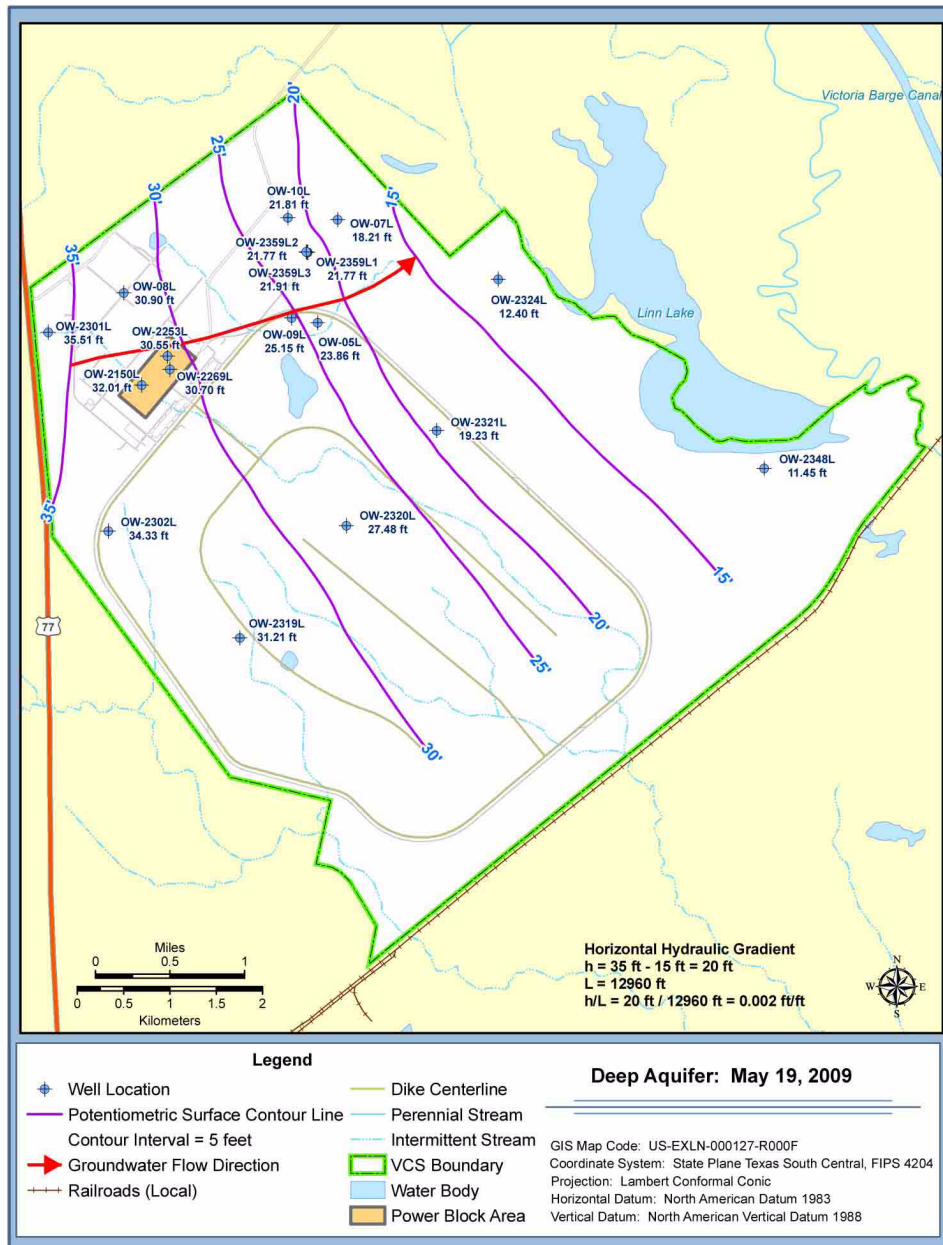 Victoria Barge Canal
20'
25'
30'
15'
35'
OW-10L
21.81 ft
OW-07L
18.21 ft
OW-2359L2
21.77 ft
OW-2359L1
21.77 ft
OW-2359L3
21.91 ft
OW-2324L
12.40 ft
Linn Lake
OW-08L
30.90 ft
OW-2301L
35.51 ft
OW-2253L
30.55 ft
OW-09L
25.15 ft
OW-05L
23.86 ft
OW-2150L
32.01 ft
OW-2269L
30.70 ft
OW-2321L
19.23 ft
OW-2348L
11.45 ft
35'
OW-2302L
34.33 ft
OW-2320L
27.48 ft
15'
77
OW-2319L
31.21 ft
20'
25'
30'
Miles
0 0.5 1
0 0.5 1 1.5 2
Kilometers
Horizontal Hydraulic Gradient
h = 35 ft - 15 ft = 20 ft
L = 12960 ft
h/L = 20 ft / 12960 ft = 0.002 ft/ft
N
W E
S
Legend
Well Location
Potentiometric Surface Contour Line
Contour Interval = 5 feet
Groundwater Flow Direction
Railroads (Local)
Dike Centerline
Perennial Stream
Intermittent Stream
VCS Boundary
Water Body
Power Block Area
Deep Aquifer: May 19, 2009
GIS Map Code: US-EXLN-000127-R000F
Coordinate System: State Plane Texas South Central, FIPS 4204
Projection: Lambert Conformal Conic
Horizontal Datum: North American Datum 1983
Vertical Datum: North American Vertical Datum 1988